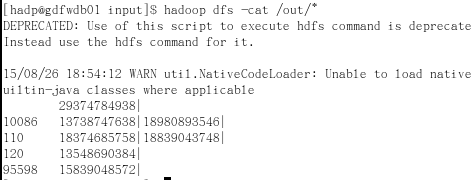 [hadp@gdfwdb01 input]$ hadoop dfs -cat /out/*
DEPRECATED: Use of this script to execute hdfs command is deprecate
Instead use the hdfs command for it.
15/08/26 18:54:12 WARN util.NativeCodeLoader: Unable to load native
uiltin-java classes where applicable
29374784938|
10086 13738747638|18980893546|
110 18374685758|18839043748|
120 13548690384|
95598 15839048572|